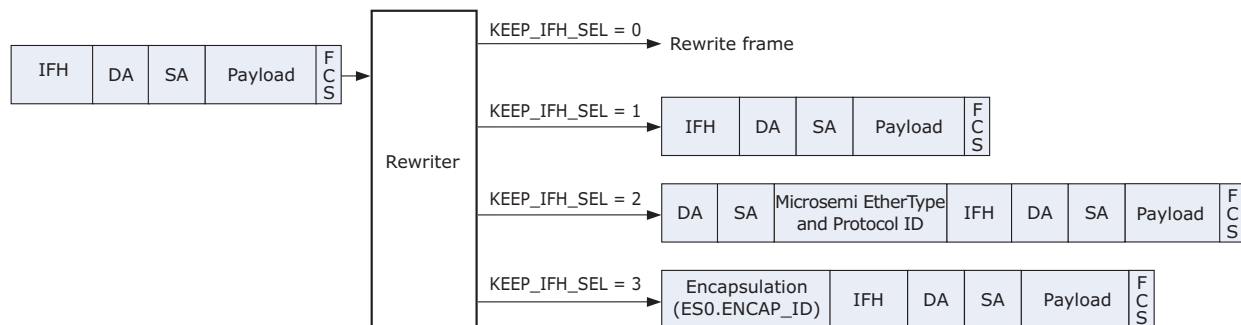 KEEP_IFH_SEL = 0
Rewrite frame
IFH DA SA Payload FCS
KEEP_IFH_SEL = 1
IFH DA SA Payload FCS
Rewriter
KEEP_IFH_SEL = 2
DA SA Microsemi EtherType and Protocol ID IFH DA SA Payload FCS
KEEP_IFH_SEL = 3
Encapsulation (ES0.ENCAP_ID) IFH DA SA Payload FCS